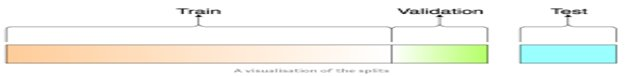 Train Validation Test
A visualisation of the splits